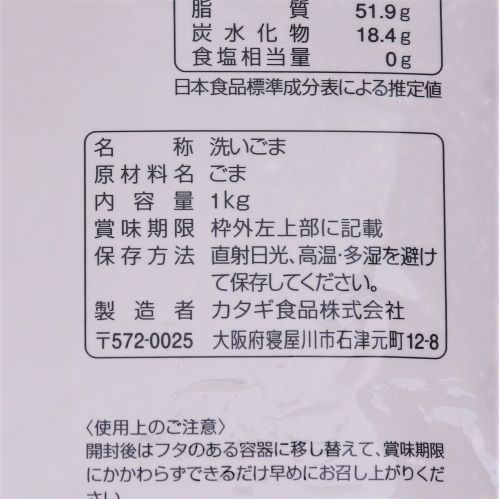 脂質 51.9g
炭水化物 18.4g
食塩相当量 0g
日本食品標準成分表による推定値
名称 洗いごま
原材料名 ごま
内容量 1kg
賞味期限 枠外左上部に記載
保存方法 直射日光、高温・多湿を避け
て保存してください。
製造者 カタギ食品株式会社
〒572-0025 大阪府寝屋川市石津元町12-8
〈使用上のご注意〉
開封後はフタのある容器に移し替えて、賞味期限
にかかわらずできるだけ早めにお召し上がりくだ
さい。